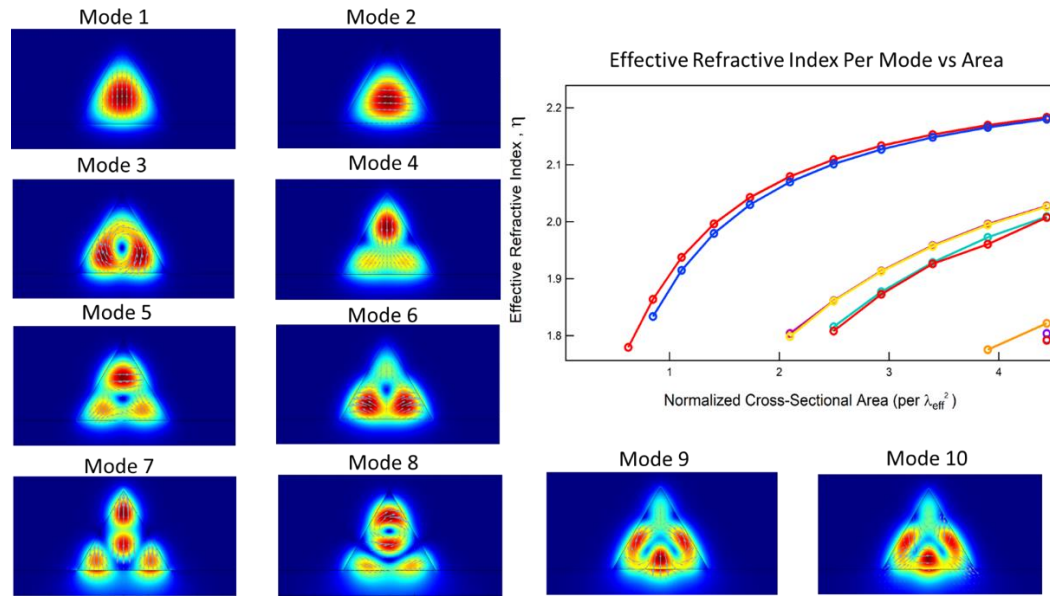 Mode 1
Mode 2
Mode 3
Mode 4
Mode 5
Mode 6
Mode 7
Mode 8
Effective Refractive Index Per Mode vs Area
Effective Refractive Index , η
2.2
2.1
2.0
1.9
1.8
1 2 3 4
Normalized Cross-Sectional Area (per λeff²)
Mode 9
Mode 10